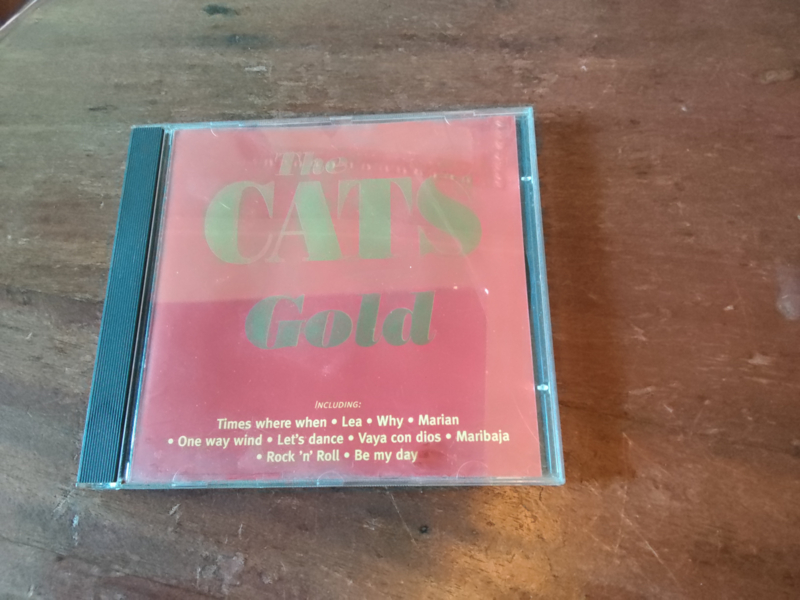 The
CATS
Gold
INCLUDING:
Times where when • Lea • Why • Marian
• One way wind • Let's dance • Vaya con dios • Maribaja
• Rock 'n' Roll • Be my day